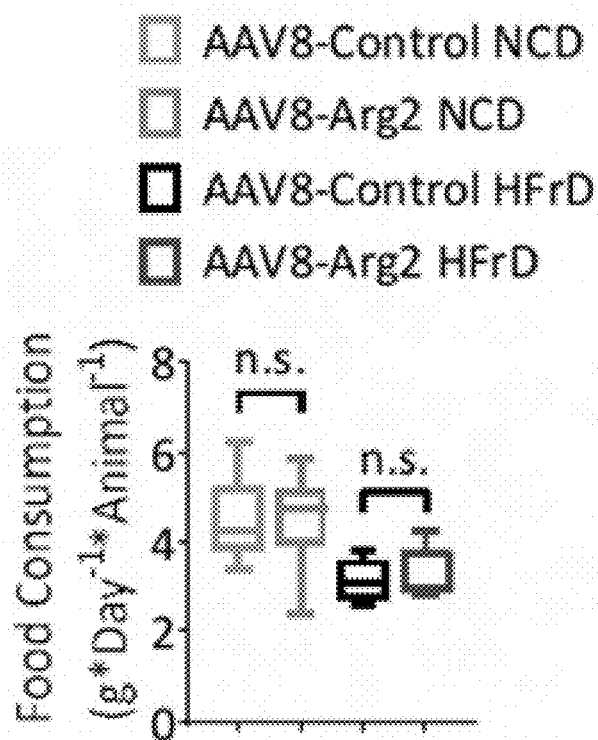 AAV8-Control NCD
AAV8-Arg2 NCD
AAV8-Control HFrD
AAV8-Arg2 HFrD
Food Consumption
(g*Day⁻¹*Animal⁻¹)
8
6
4
2
0
n.s.
n.s.